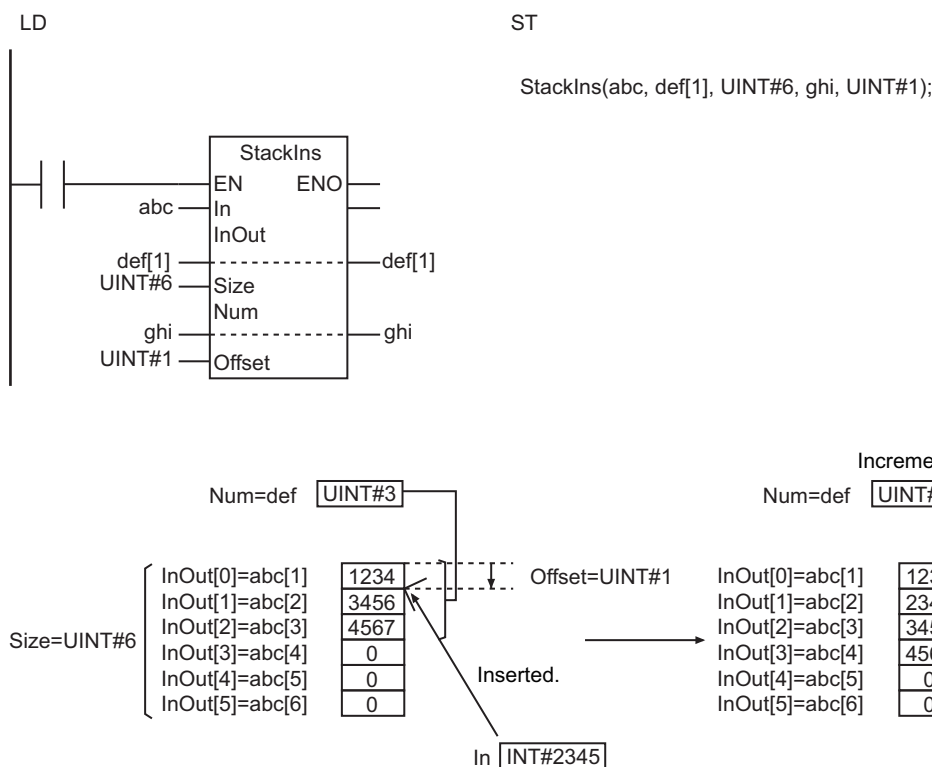 LD
ST
StackIns(abc, def[1], UINT#6, ghi, UINT#1);
StackIns
EN ENO
abc In
InOut
def[1] def[1]
UINT#6 Size
Num
ghi ghi
UINT#1 Offset
Num=def UINT#3
InOut[0]=abc[1] 1234
InOut[1]=abc[2] 3456
InOut[2]=abc[3] 4567
InOut[3]=abc[4] 0
InOut[4]=abc[5] 0
InOut[5]=abc[6] 0
Size=UINT#6
Offset=UINT#1
Inserted.
In INT#2345
Num=def
InOut[0]=abc[1]
InOut[1]=abc[2]
InOut[2]=abc[3]
InOut[3]=abc[4]
InOut[4]=abc[5] 0
InOut[5]=abc[6] 0